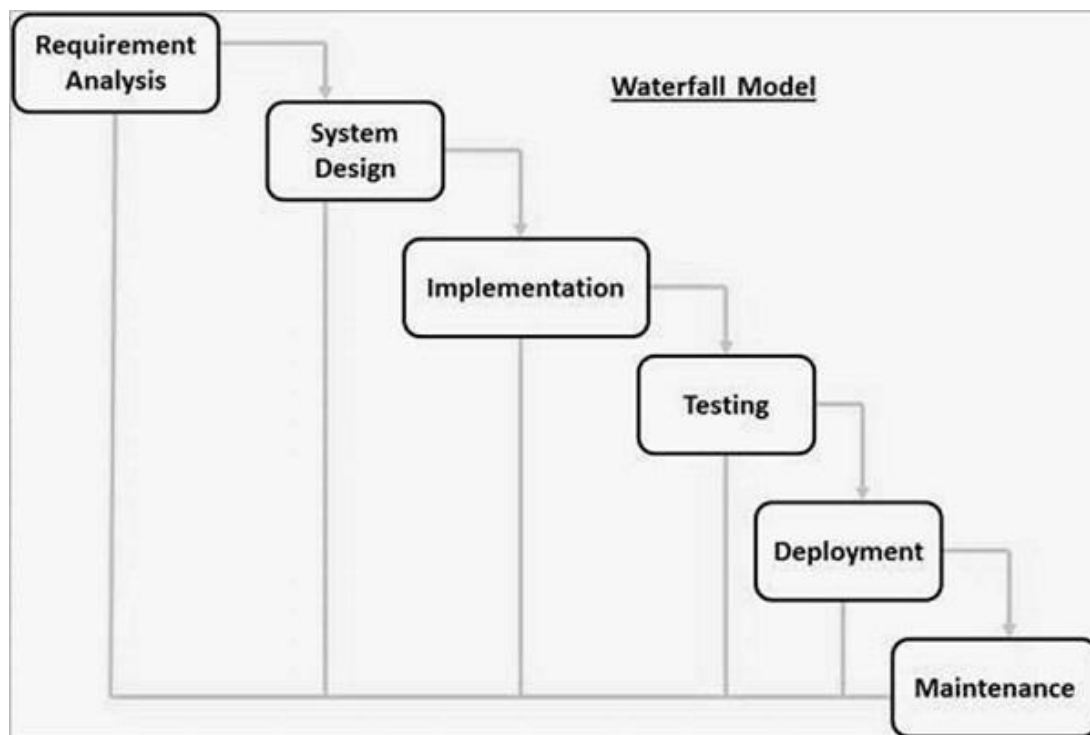 Requirement
Analysis
Waterfall Model
System
Design
Implementation
Testing
Deployment
Maintenance